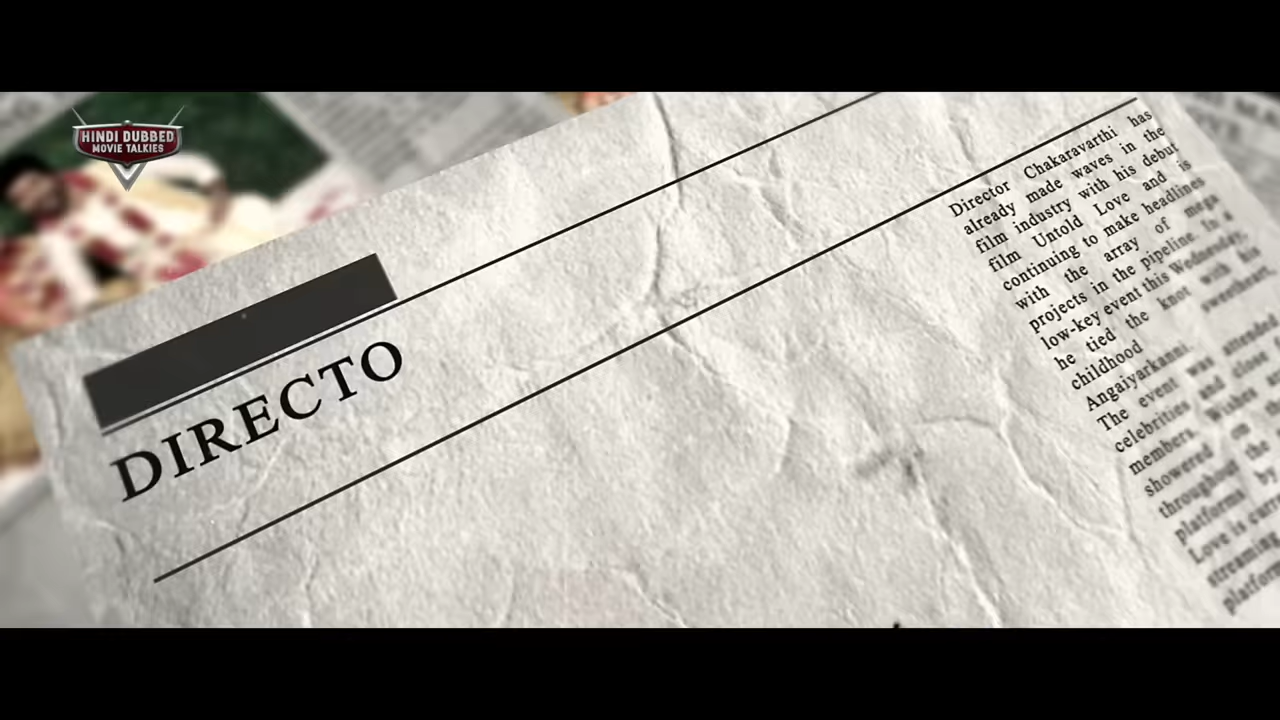 HINDI DUBBED
MOVIE TALKIES
DIRECTO
Director Chakaravarthi has
already made waves in the
film industry with his debut
film Untold Love and is
continuing to make headlines
with the array of mega
projects in the pipeline. In a
low-key event this Wednesday,
he tied the knot with his
childhood sweetheart,
Angaiyarkanni.
The event was attended
celebrities and close
members. Wishes
showered on
throughout the
platforms by
Love is
streaming